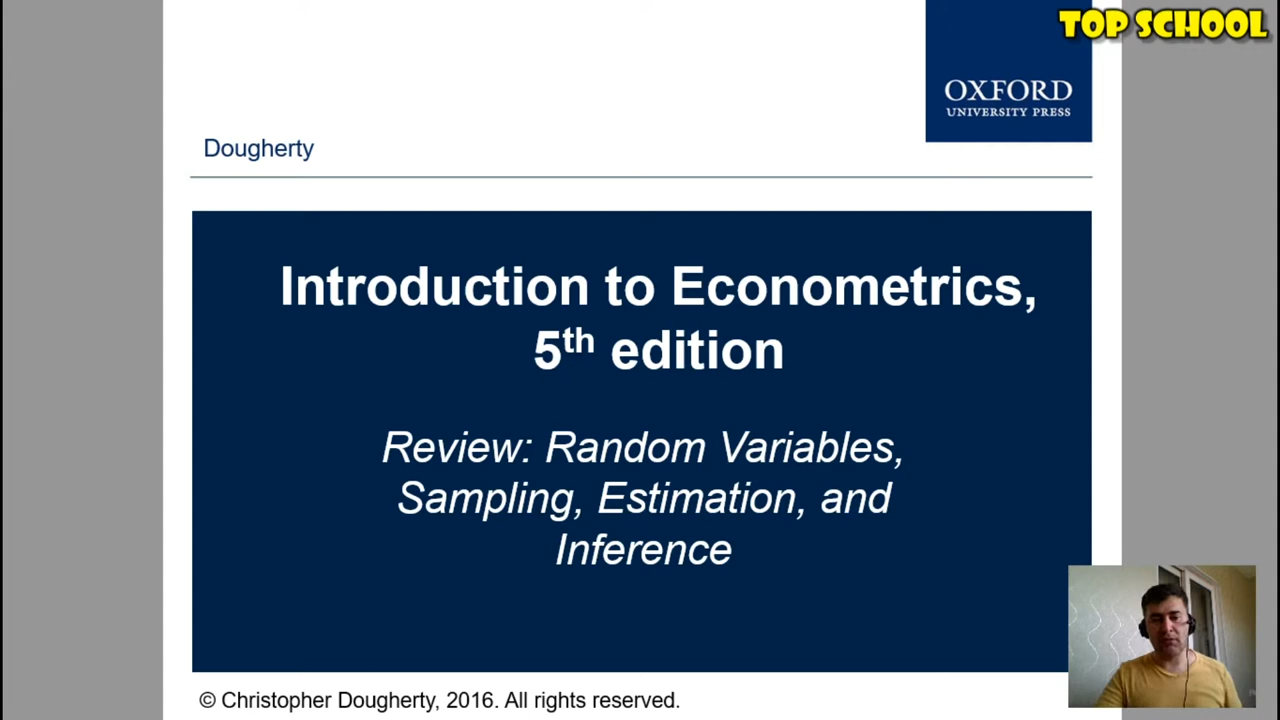 TOP SCHOOL
OXFORD
UNIVERSITY PRESS
Dougherty
Introduction to Econometrics,
5th edition
Review: Random Variables,
Sampling, Estimation, and
Inference
© Christopher Dougherty, 2016. All rights reserved.